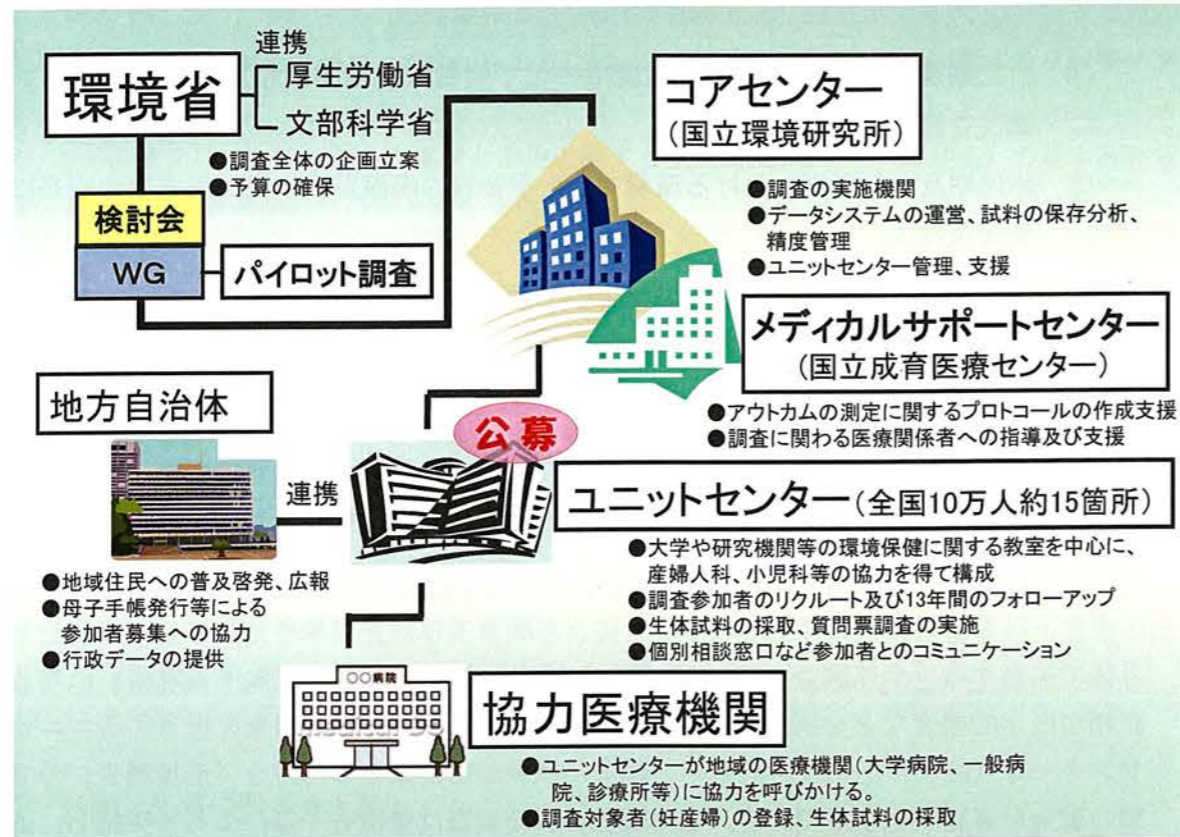 連携
環境省
厚生労働省
文部科学省
●調査全体の企画立案
●予算の確保
検討会
WG
パイロット調査
コアセンター
(国立環境研究所)
●調査の実施機関
●データシステムの運営、試料の保存分析、
精度管理
●ユニットセンター管理、支援
メディカルサポートセンター
(国立成育医療センター)
●アウトカムの測定に関するプロトコールの作成支援
●調査に関わる医療関係者への指導及び支援
地方自治体
連携
●地域住民への普及啓発、広報
●母子手帳発行等による
参加者募集への協力
●行政データの提供
公募
ユニットセンター(全国10万人約15箇所)
●大学や研究機関等の環境保健に関する教室を中心に、
産婦人科、小児科等の協力を得て構成
●調査参加者のリクルート及び13年間のフォローアップ
●生体試料の採取、質問票調査の実施
●個別相談窓口など参加者とのコミュニケーション
〇〇病院
協力医療機関
●ユニットセンターが地域の医療機関(大学病院、一般病
院、診療所等)に協力を呼びかける。
●調査対象者(妊産婦)の登録、生体試料の採取